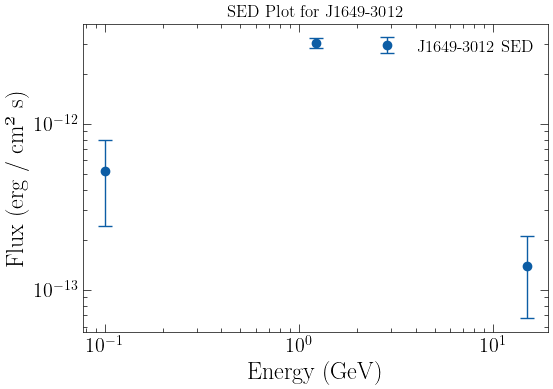 SED Plot for J1649-3012
J1649-3012 SED
Flux (erg / cm² s)
10⁻¹²
10⁻¹³
10⁻¹
10⁰
10¹
Energy (GeV)